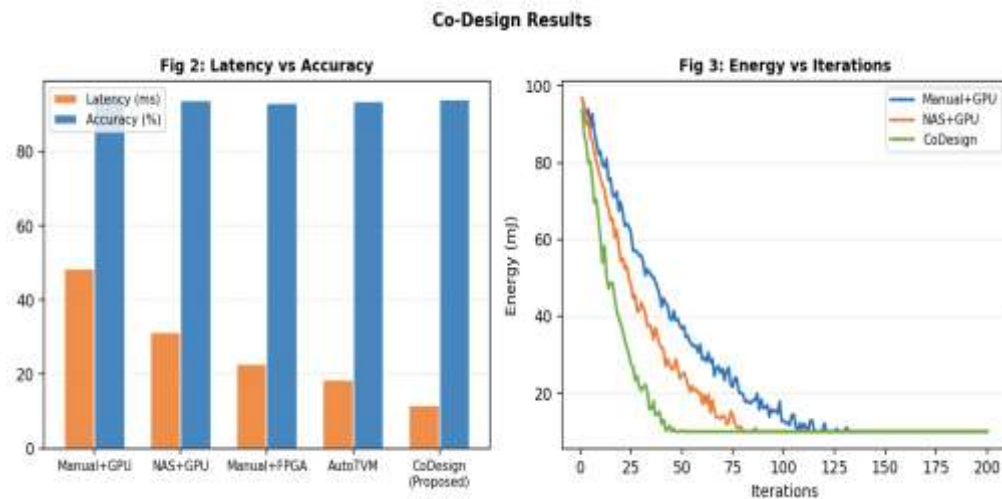 Co-Design Results
Fig 2: Latency vs Accuracy
Latency (ms)
Accuracy (%)
80
60
40
20
0
Manual+GPU
NAS+GPU
Manual+FPGA
AutoTVM
CoDesign
(Proposed)
Fig 3: Energy vs Iterations
Manual+GPU
NAS+GPU
CoDesign
Energy (mJ)
100
80
60
40
20
0
25
50
75
100
125
150
175
200
Iterations